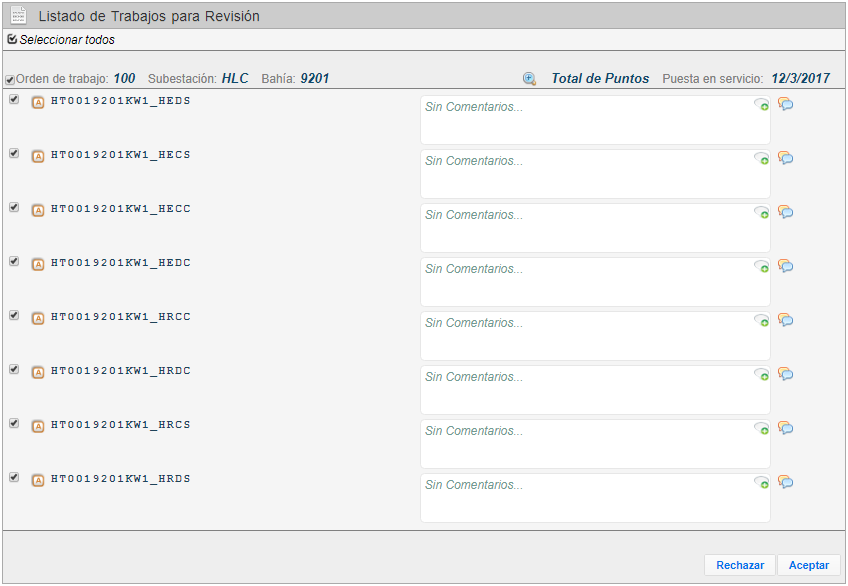 Listado de Trabajos para Revisión
Seleccionar todos
Orden de trabajo: 100 Subestación: HLC Bahía: 9201 Total de Puntos Puesta en servicio: 12/3/2017
A HT0019201KW1_HEDS Sin Comentarios...
A HT0019201KW1_HECS Sin Comentarios...
A HT0019201KW1_HECC Sin Comentarios...
A HT0019201KW1_HEDC Sin Comentarios...
A HT0019201KW1_HRCC Sin Comentarios...
A HT0019201KW1_HRDC Sin Comentarios...
A HT0019201KW1_HRCS Sin Comentarios...
A HT0019201KW1_HRDS Sin Comentarios...
Rechazar Aceptar